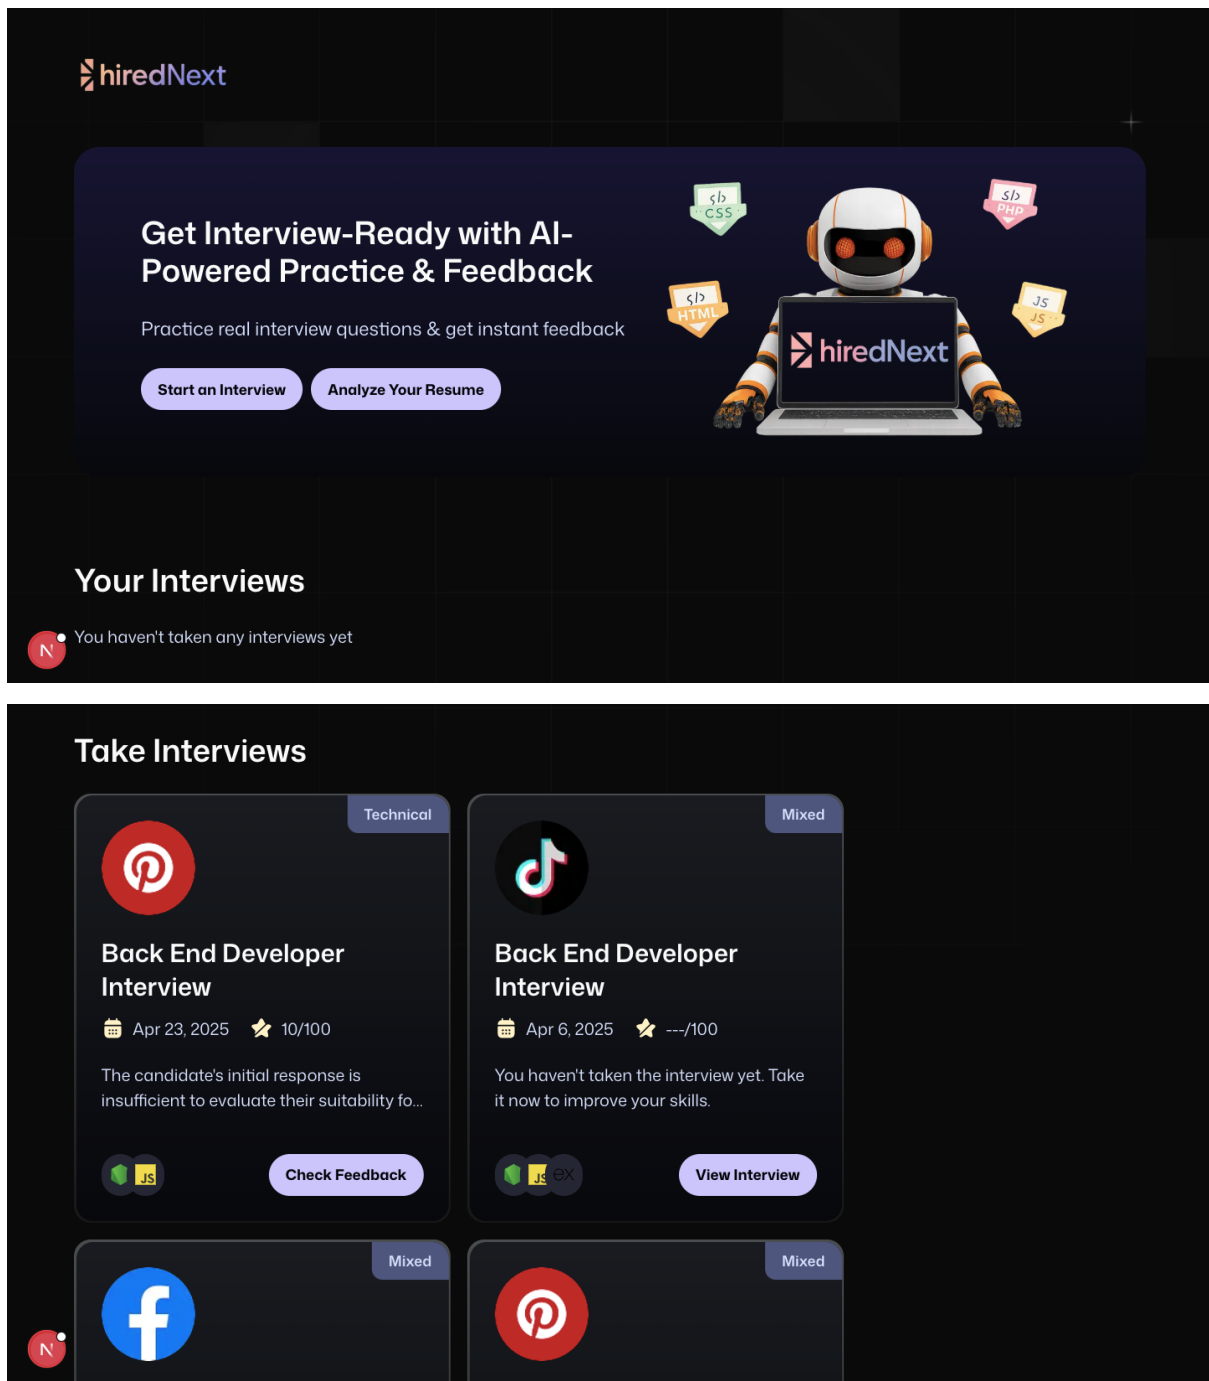 hiredNext
Get Interview-Ready with AI-
Powered Practice & Feedback
Practice real interview questions & get instant feedback
Start an Interview
Analyze Your Resume
CSS
PHP
HTML
JS
JS
hiredNext
Your Interviews
You haven't taken any interviews yet
N
Take Interviews
Technical
Back End Developer
Interview
Apr 23, 2025 10/100
The candidate's initial response is
insufficient to evaluate their suitability fo...
JS
Check Feedback
Mixed
Back End Developer
Interview
Apr 6, 2025 ---/100
You haven't taken the interview yet. Take
it now to improve your skills.
JS ex
View Interview
Mixed
Mixed
N